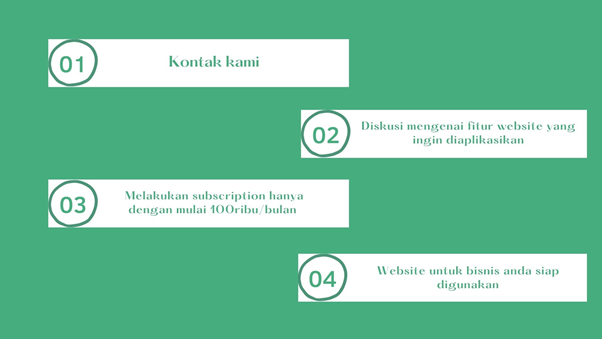 01
Kontak kami
02
Diskusi mengenai fitur website yang
ingin diaplikasikan
03
Melakukan subscription hanya
dengan mulai 100ribu/bulan
04
Website untuk bisnis anda siap
digunakan